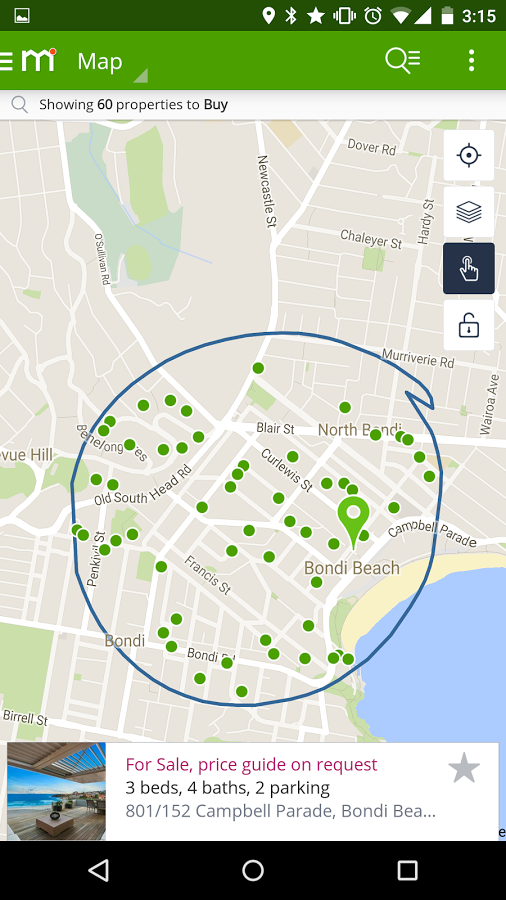 3:15
m Map
Showing 60 properties to Buy
Dover Rd
Newcastle St
Hardy St
O'Sullivan Rd
Chaleyer St
Murriverie Rd
Wairoa Ave
Blair St
North Bondi
vue Hill
Curlewis St
Old South Head Rd
Campbell Parade
Penkivil St
Bondi Beach
Francis St
Bondi
Bondi Rd
Birrell St
For Sale, price guide on request
3 beds, 4 baths, 2 parking
801/152 Campbell Parade, Bondi Bea...
e